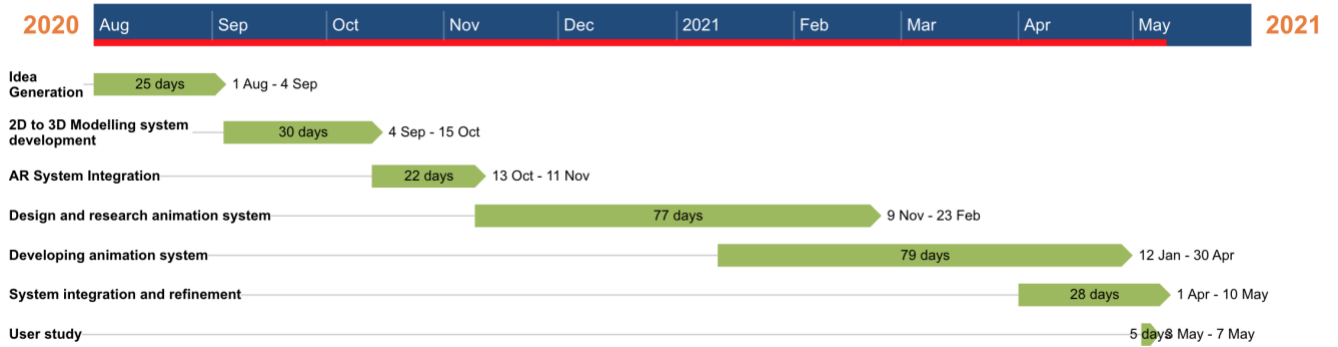 2020 Aug Sep Oct Nov Dec 2021 Feb Mar Apr May 2021
Idea
Generation
25 days 1 Aug - 4 Sep
2D to 3D Modelling system
development
30 days 4 Sep - 15 Oct
AR System Integration 22 days 13 Oct - 11 Nov
Design and research animation system 77 days 9 Nov - 23 Feb
Developing animation system 79 days 12 Jan - 30 Apr
System integration and refinement 28 days 1 Apr - 10 May
User study 5 days 3 May - 7 May